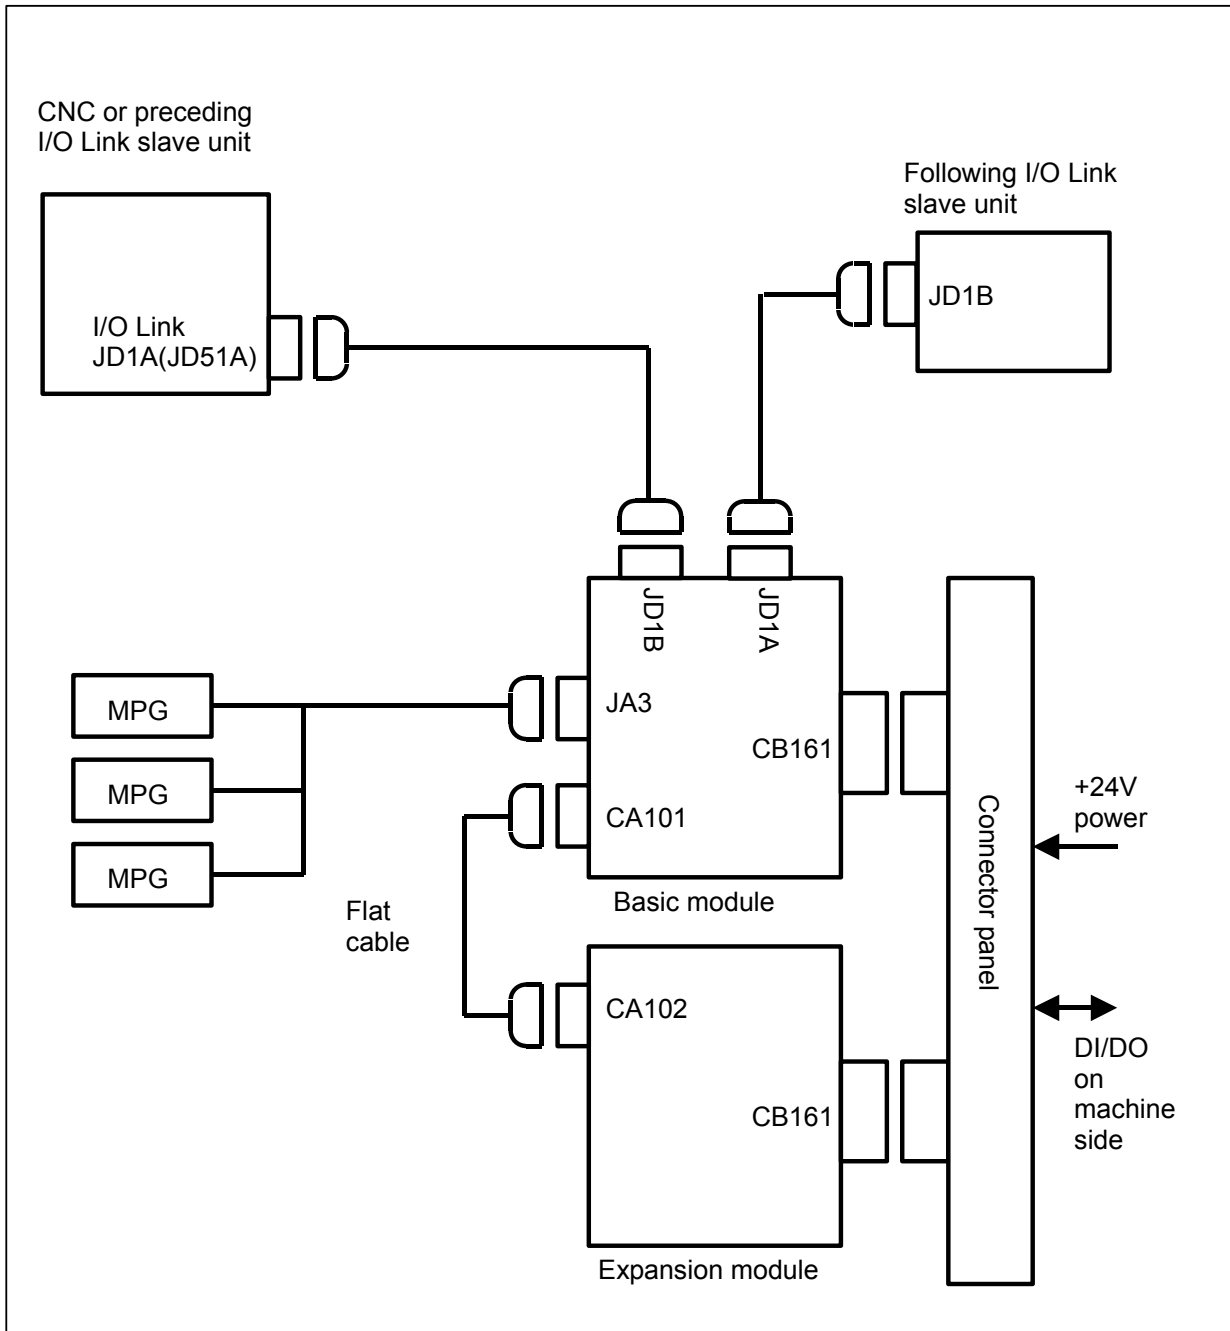 CNC or preceding
I/O Link slave unit
Following I/O Link
slave unit
JD1B
I/O Link
JD1A(JD51A)
JD1B
JD1A
MPG
JA3
CB161
MPG
CA101
+24V
power
MPG
Basic module
Flat
cable
Connector panel
CA102
DI/DO
on
machine
side
CB161
Expansion module